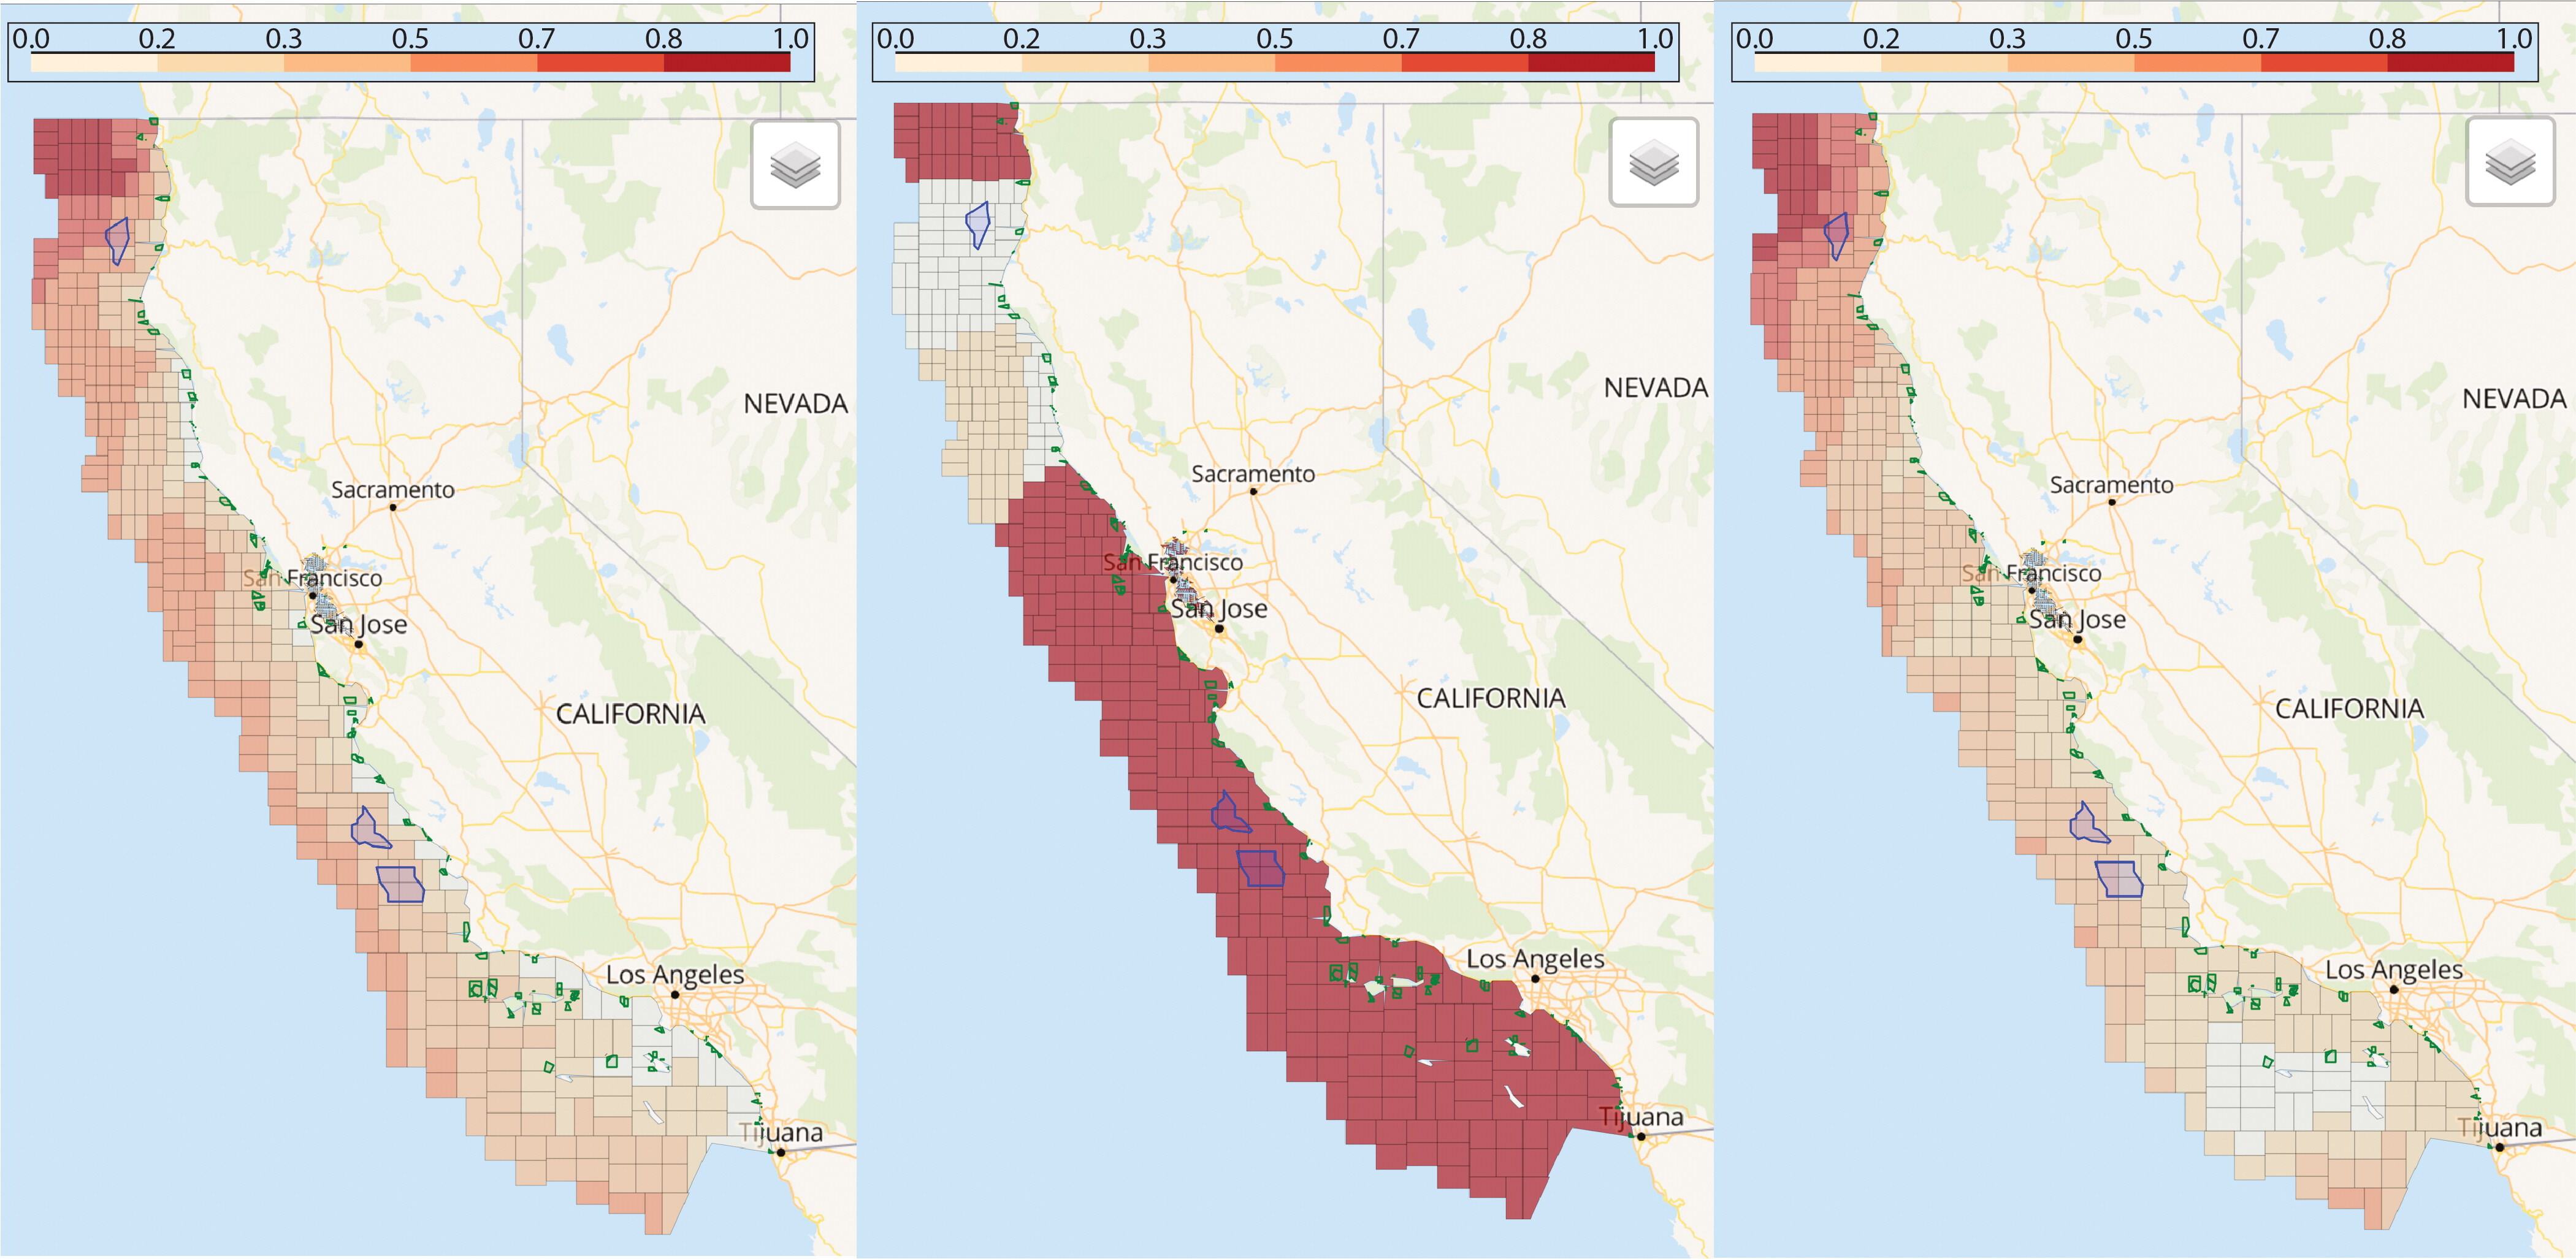 0.0 0.2 0.3 0.5 0.7 0.8 1.0
NEVADA
Sacramento
San Francisco
San Jose
CALIFORNIA
Los Angeles
Tijuana
0.0 0.2 0.3 0.5 0.7 0.8 1.0
NEVADA
Sacramento
San Francisco
San Jose
CALIFORNIA
Los Angeles
Tijuana
0.0 0.2 0.3 0.5 0.7 0.8 1.0
NEVADA
Sacramento
San Francisco
San Jose
CALIFORNIA
Los Angeles
Tijuana